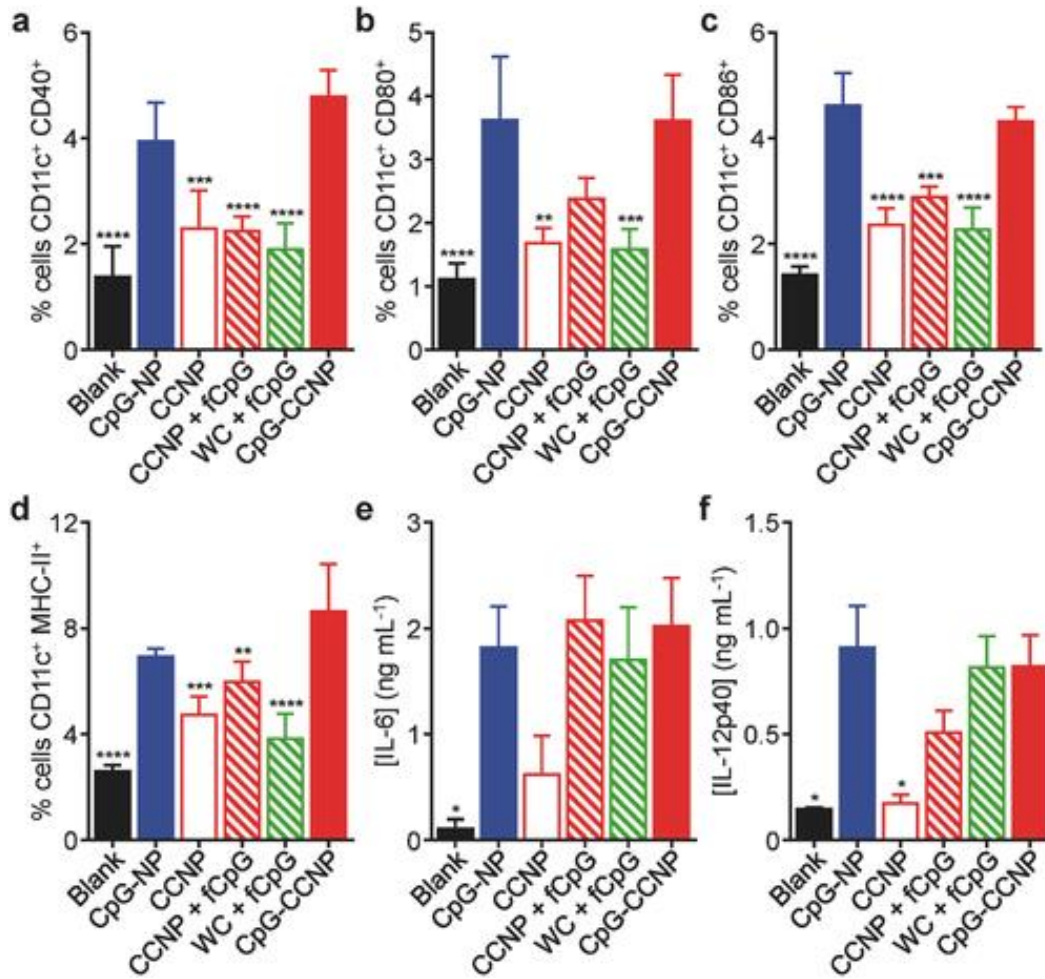 a
% cells CD11c⁺ CD40⁺
6
4
2
0
****
***
****
****
Blank
CpG-NP
CCNP
CCNP + fCpG
WC + fCpG
CpG-CCNP
b
% cells CD11c⁺ CD80⁺
5
4
3
2
1
0
****
**
***
Blank
CpG-NP
CCNP
CCNP + fCpG
WC + fCpG
CpG-CCNP
c
% cells CD11c⁺ CD86⁺
6
4
2
0
****
****
***
****
Blank
CpG-NP
CCNP
CCNP + fCpG
WC + fCpG
CpG-CCNP
d
% cells CD11c⁺ MHC-II⁺
12
8
4
0
****
***
**
****
Blank
CpG-NP
CCNP
CCNP + fCpG
WC + fCpG
CpG-CCNP
e
[IL-6] (ng mL⁻¹)
3
2
1
0
*
Blank
CpG-NP
CCNP
CCNP + fCpG
WC + fCpG
CpG-CCNP
f
[IL-12p40] (ng mL⁻¹)
1.5
1.0
0.5
0
*
*
Blank
CpG-NP
CCNP
CCNP + fCpG
WC + fCpG
CpG-CCNP